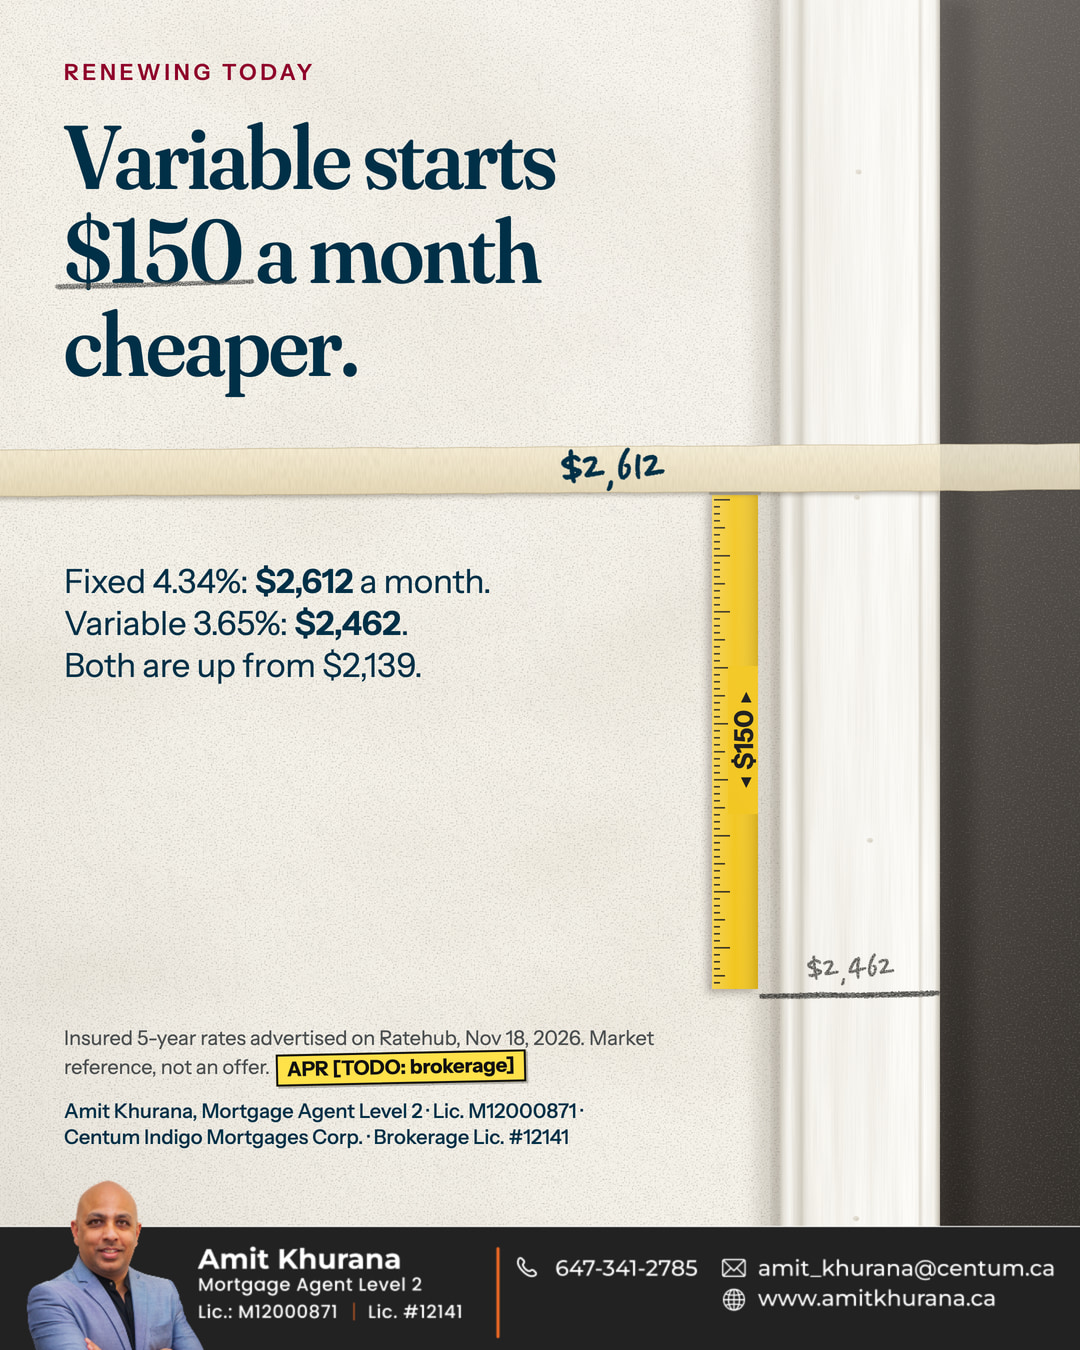 RENEWING TODAY
Variable starts
$150 a month
cheaper.
$2,612
Fixed 4.34%: $2,612 a month.
Variable 3.65%: $2,462.
Both are up from $2,139.
◂ $150 ▸
$2,462
Insured 5-year rates advertised on Ratehub, Nov 18, 2026. Market
reference, not an offer. APR [TODO: brokerage]
Amit Khurana, Mortgage Agent Level 2 · Lic. M12000871 ·
Centum Indigo Mortgages Corp. · Brokerage Lic. #12141
Amit Khurana
Mortgage Agent Level 2
Lic.: M12000871 | Lic. #12141
647-341-2785
amit_khurana@centum.ca
www.amitkhurana.ca